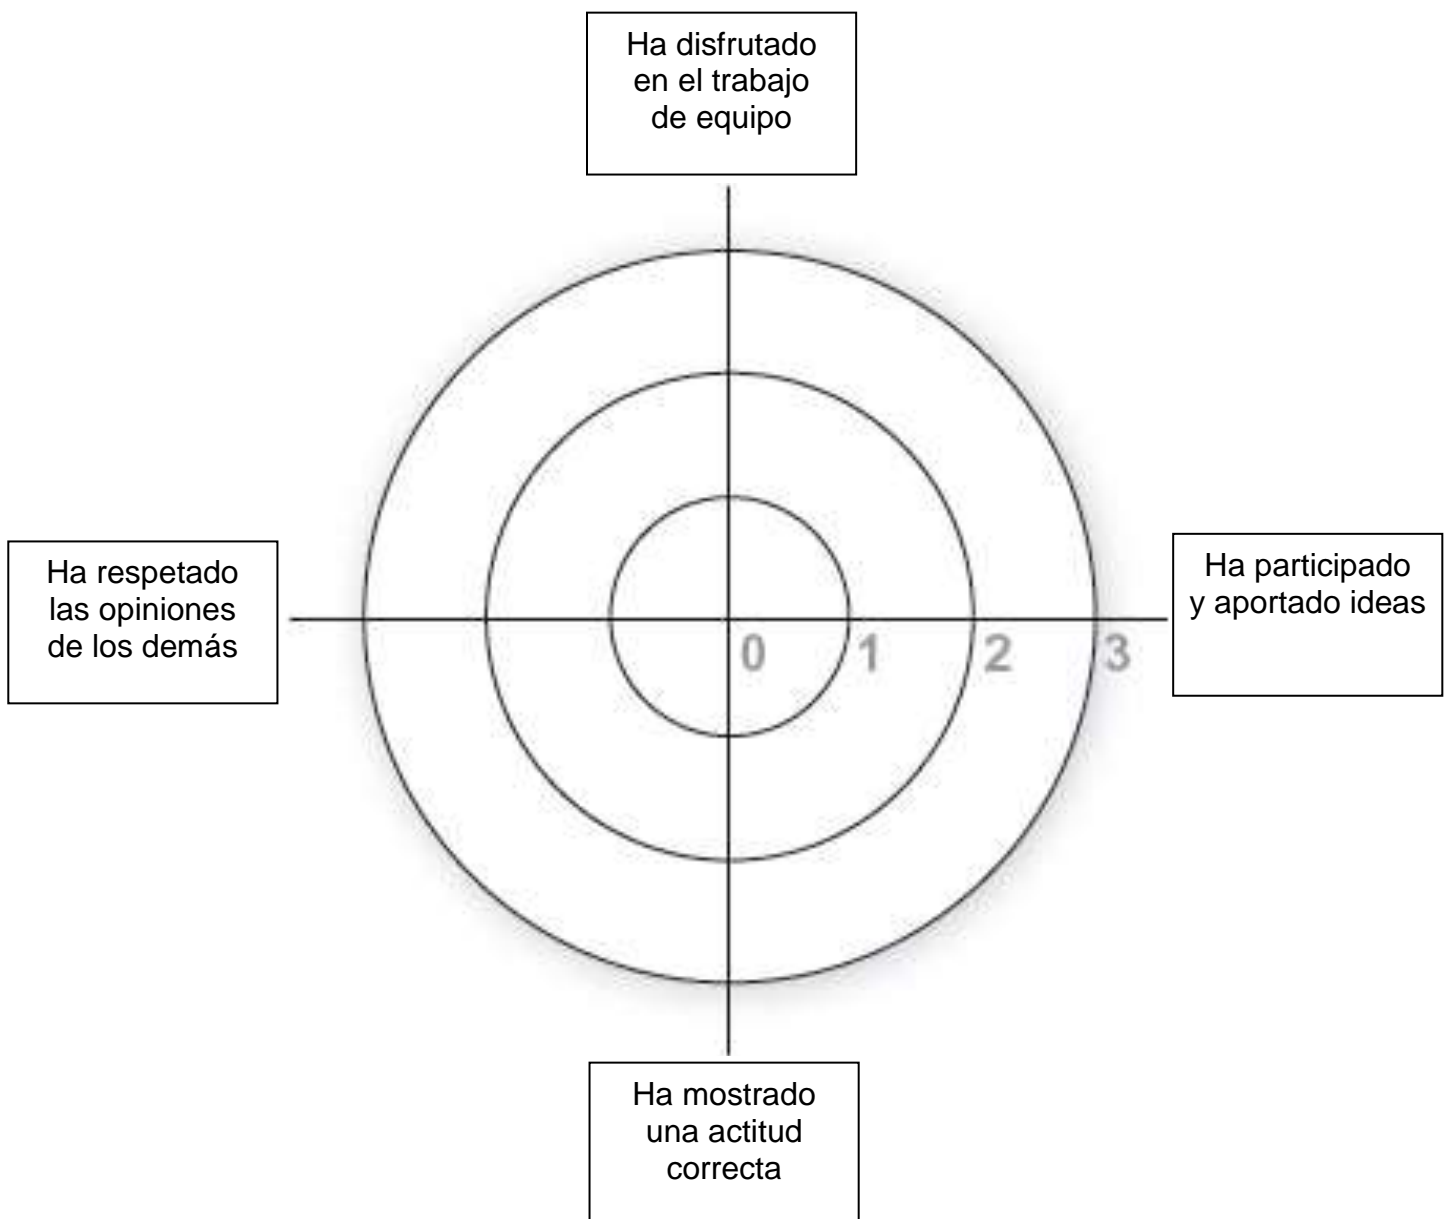 Ha disfrutado
en el trabajo
de equipo
Ha respetado
las opiniones
de los demás
Ha participado
y aportado ideas
0 1 2 3
Ha mostrado
una actitud
correcta